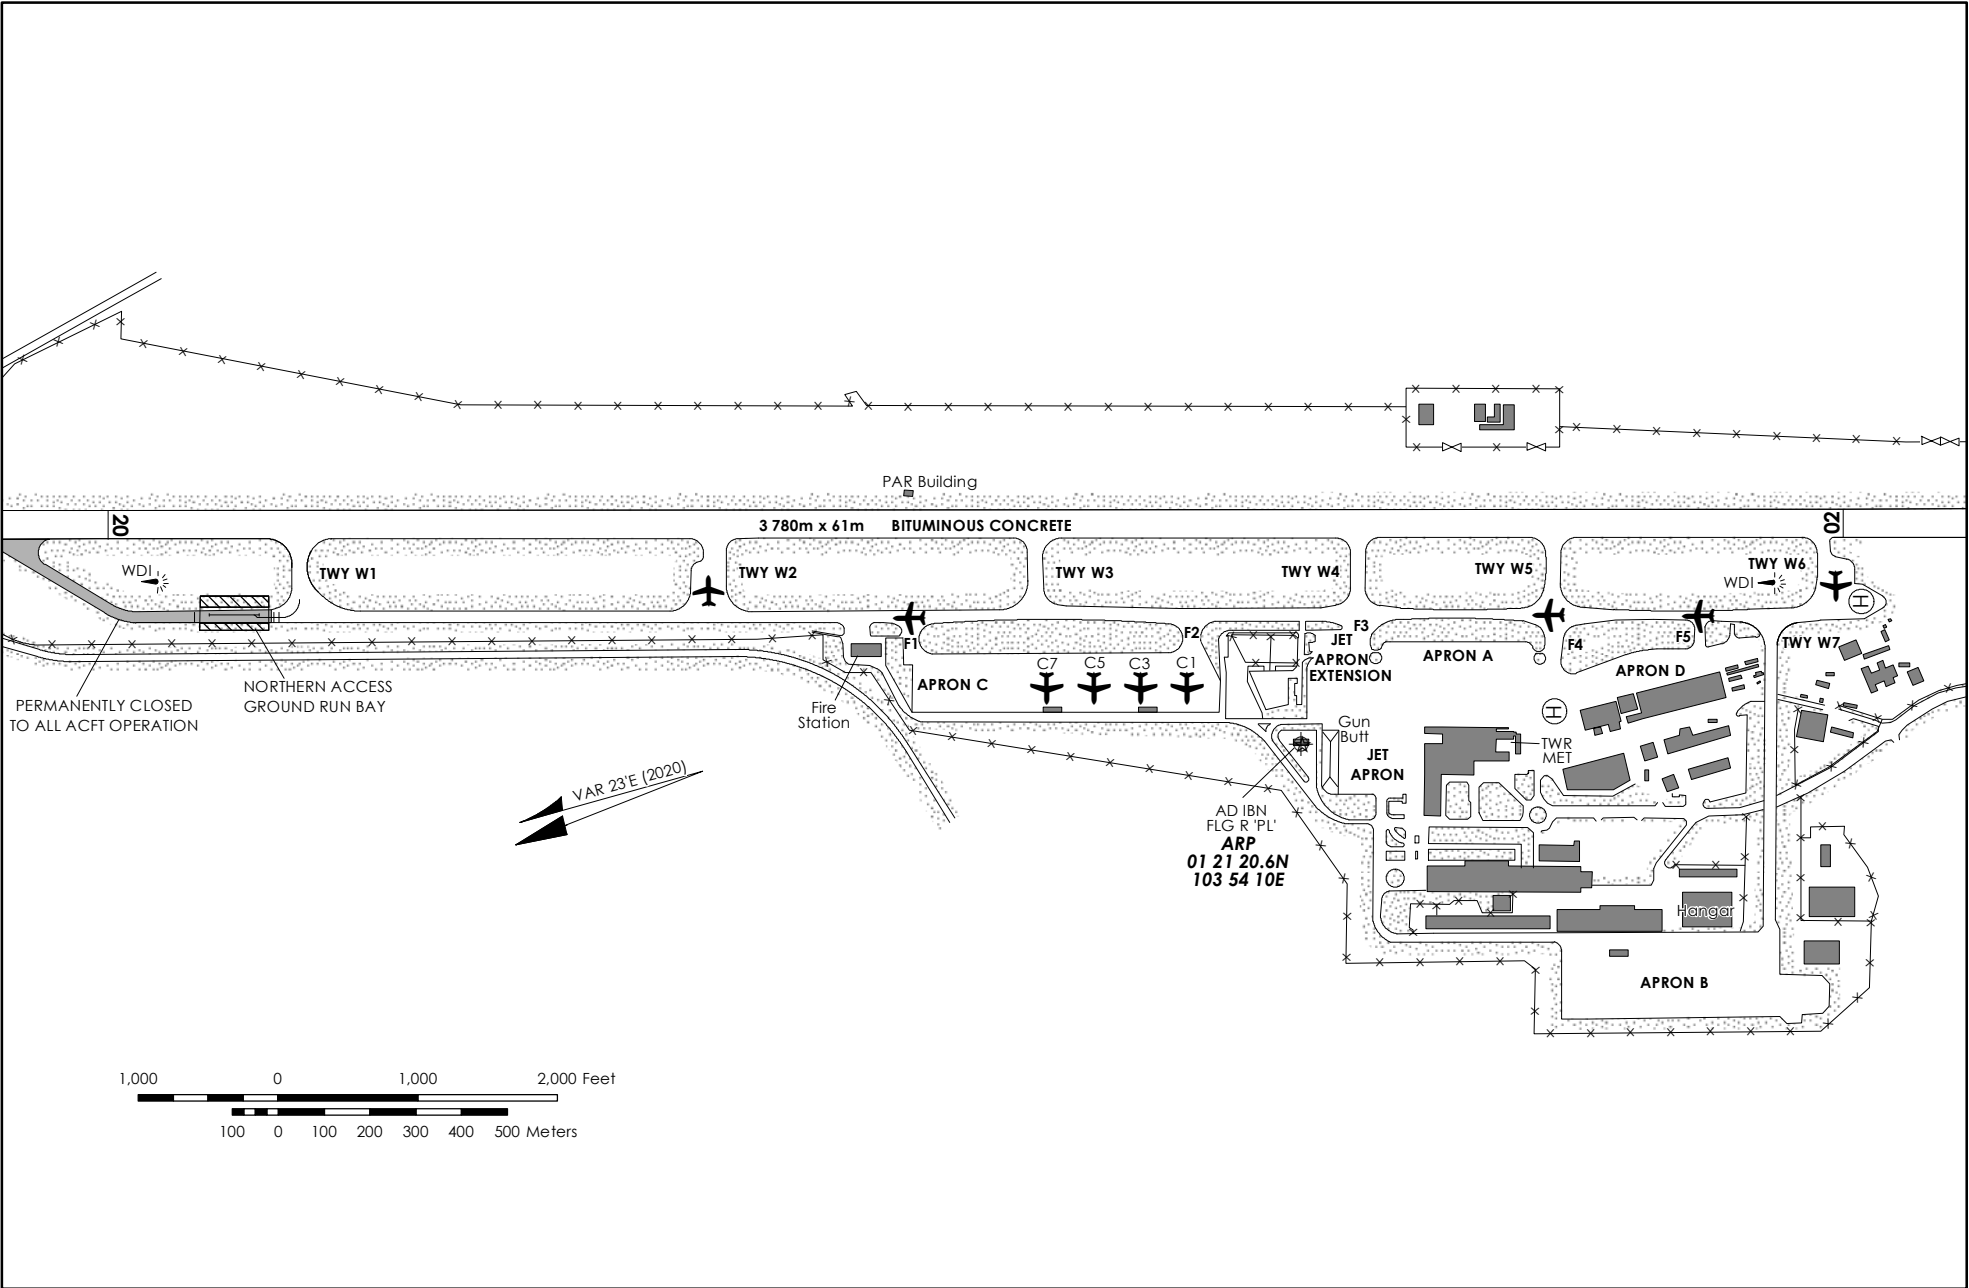 PAR Building
20
3 780m x 61m BITUMINOUS CONCRETE
02
WDI
TWY W1
TWY W2
TWY W3
TWY W4
TWY W5
TWY W6
WDI
H
F1
F2
F3
F4
F5
TWY W7
JET
APRON
EXTENSION
APRON A
APRON D
C7
C5
C3
C1
APRON C
PERMANENTLY CLOSED
TO ALL ACFT OPERATION
NORTHERN ACCESS
GROUND RUN BAY
Fire
Station
Gun
Butt
H
TWR
MET
JET
APRON
VAR 23'E (2020)
AD IBN
FLG R 'PL'
ARP
01 21 20.6N
103 54 10E
Hangar
APRON B
1,000 0 1,000 2,000 Feet
100 0 100 200 300 400 500 Meters